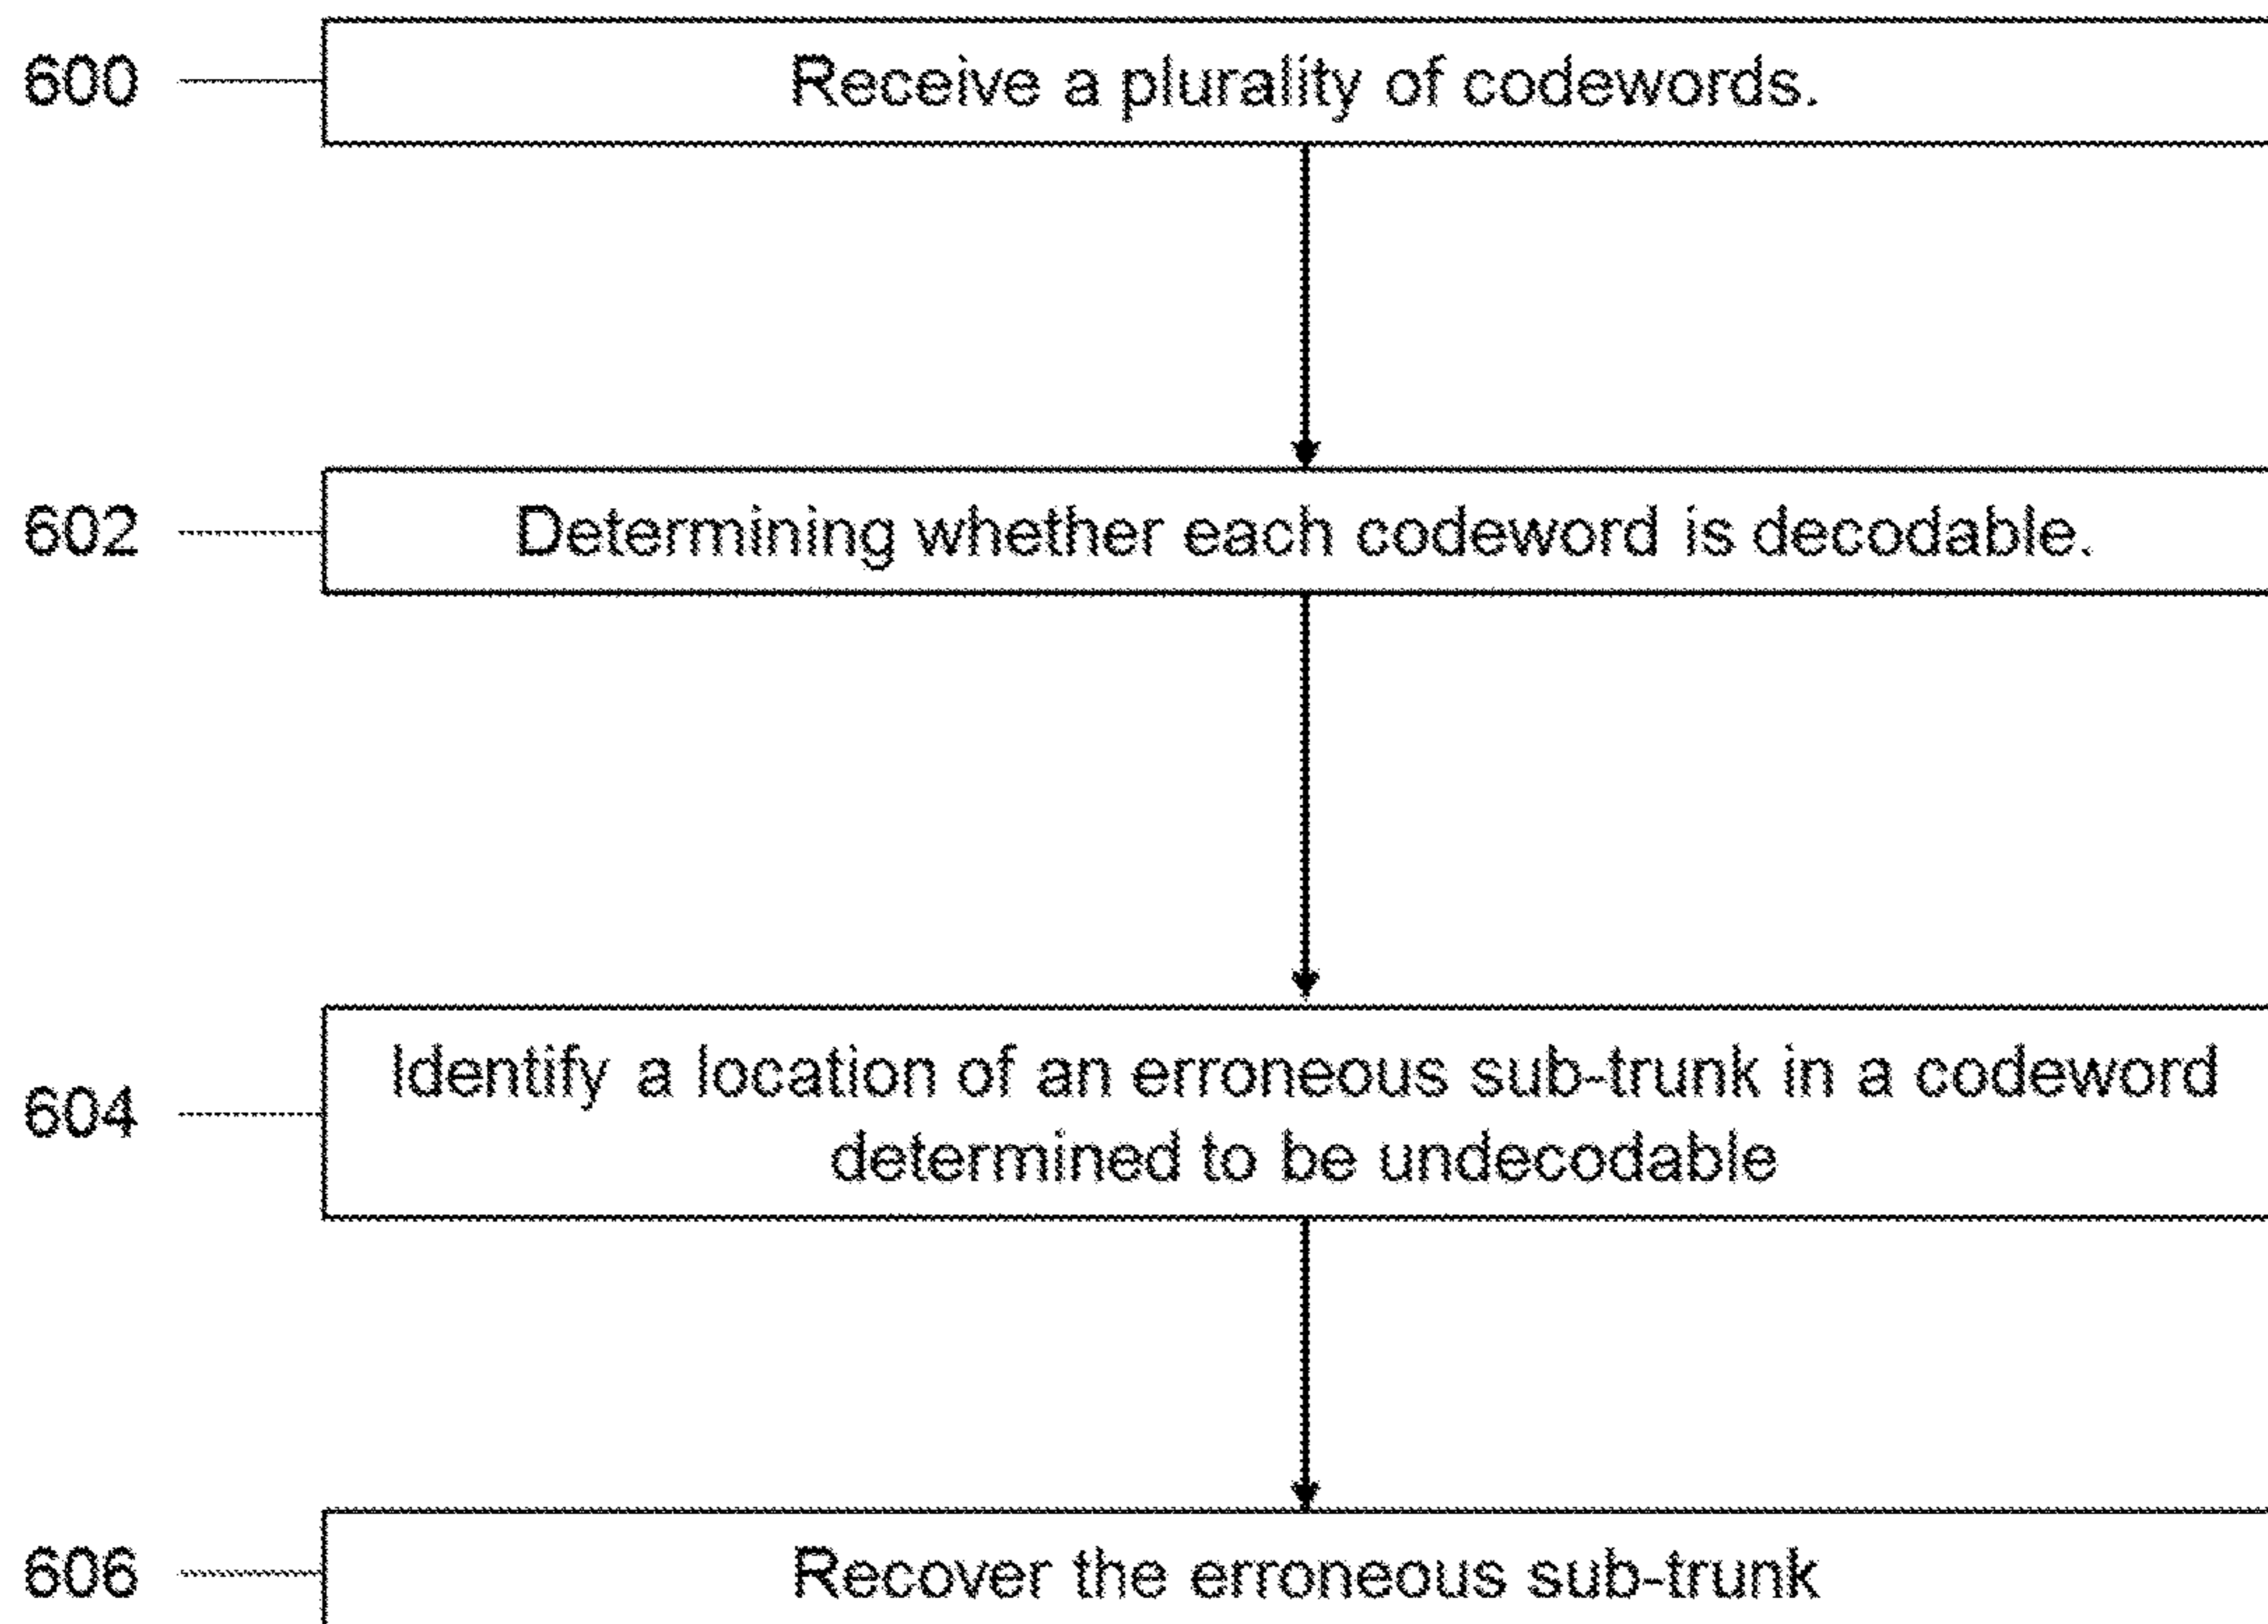 600
Receive a plurality of codewords.
602
Determining whether each codeword is decodable.
604
Identify a location of an erroneous sub-trunk in a codeword
determined to be undecodable
606
Recover the erroneous sub-trunk